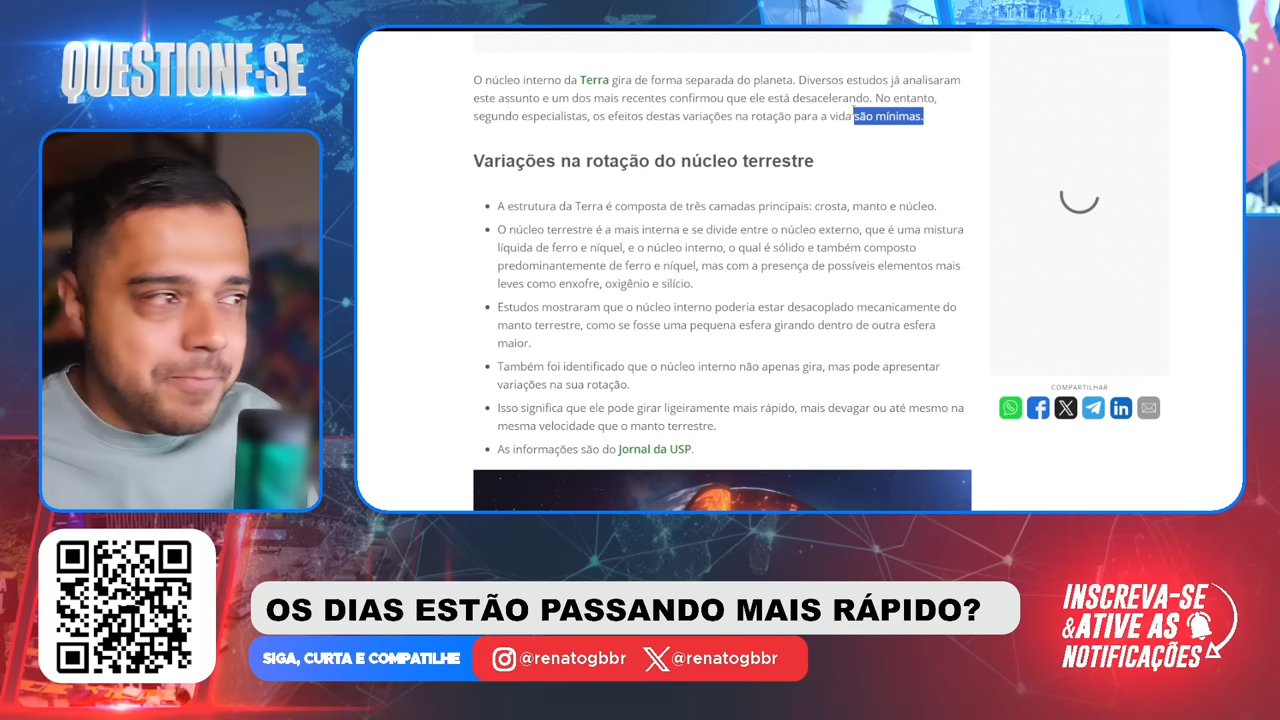 QUESTIONE-SE
O núcleo interno da Terra gira de forma separada do planeta. Diversos estudos já analisaram
este assunto e um dos mais recentes confirmou que ele está desacelerando. No entanto,
segundo especialistas, os efeitos destas variações na rotação para a vida são mínimas.
Variações na rotação do núcleo terrestre
A estrutura da Terra é composta de três camadas principais: crosta, manto e núcleo.
O núcleo terrestre é a mais interna e se divide entre o núcleo externo, que é uma mistura
líquida de ferro e níquel, e o núcleo interno, o qual é sólido e também composto
predominantemente de ferro e níquel, mas com a presença de possíveis elementos mais
leves como enxofre, oxigênio e silício.
Estudos mostraram que o núcleo interno poderia estar desacoplado mecanicamente do
manto terrestre, como se fosse uma pequena esfera girando dentro de outra esfera
maior.
Também foi identificado que o núcleo interno não apenas gira, mas pode apresentar
variações na sua rotação.
Isso significa que ele pode girar ligeiramente mais rápido, mais devagar ou até mesmo na
mesma velocidade que o manto terrestre.
As informações são do Jornal da USP.
COMPARTILHAR
OS DIAS ESTÃO PASSANDO MAIS RÁPIDO?
SIGA, CURTA E COMPATILHE
@renatogbbr
@renatogbbr
INSCREVA-SE
&ATIVE AS
NOTIFICAÇÕES